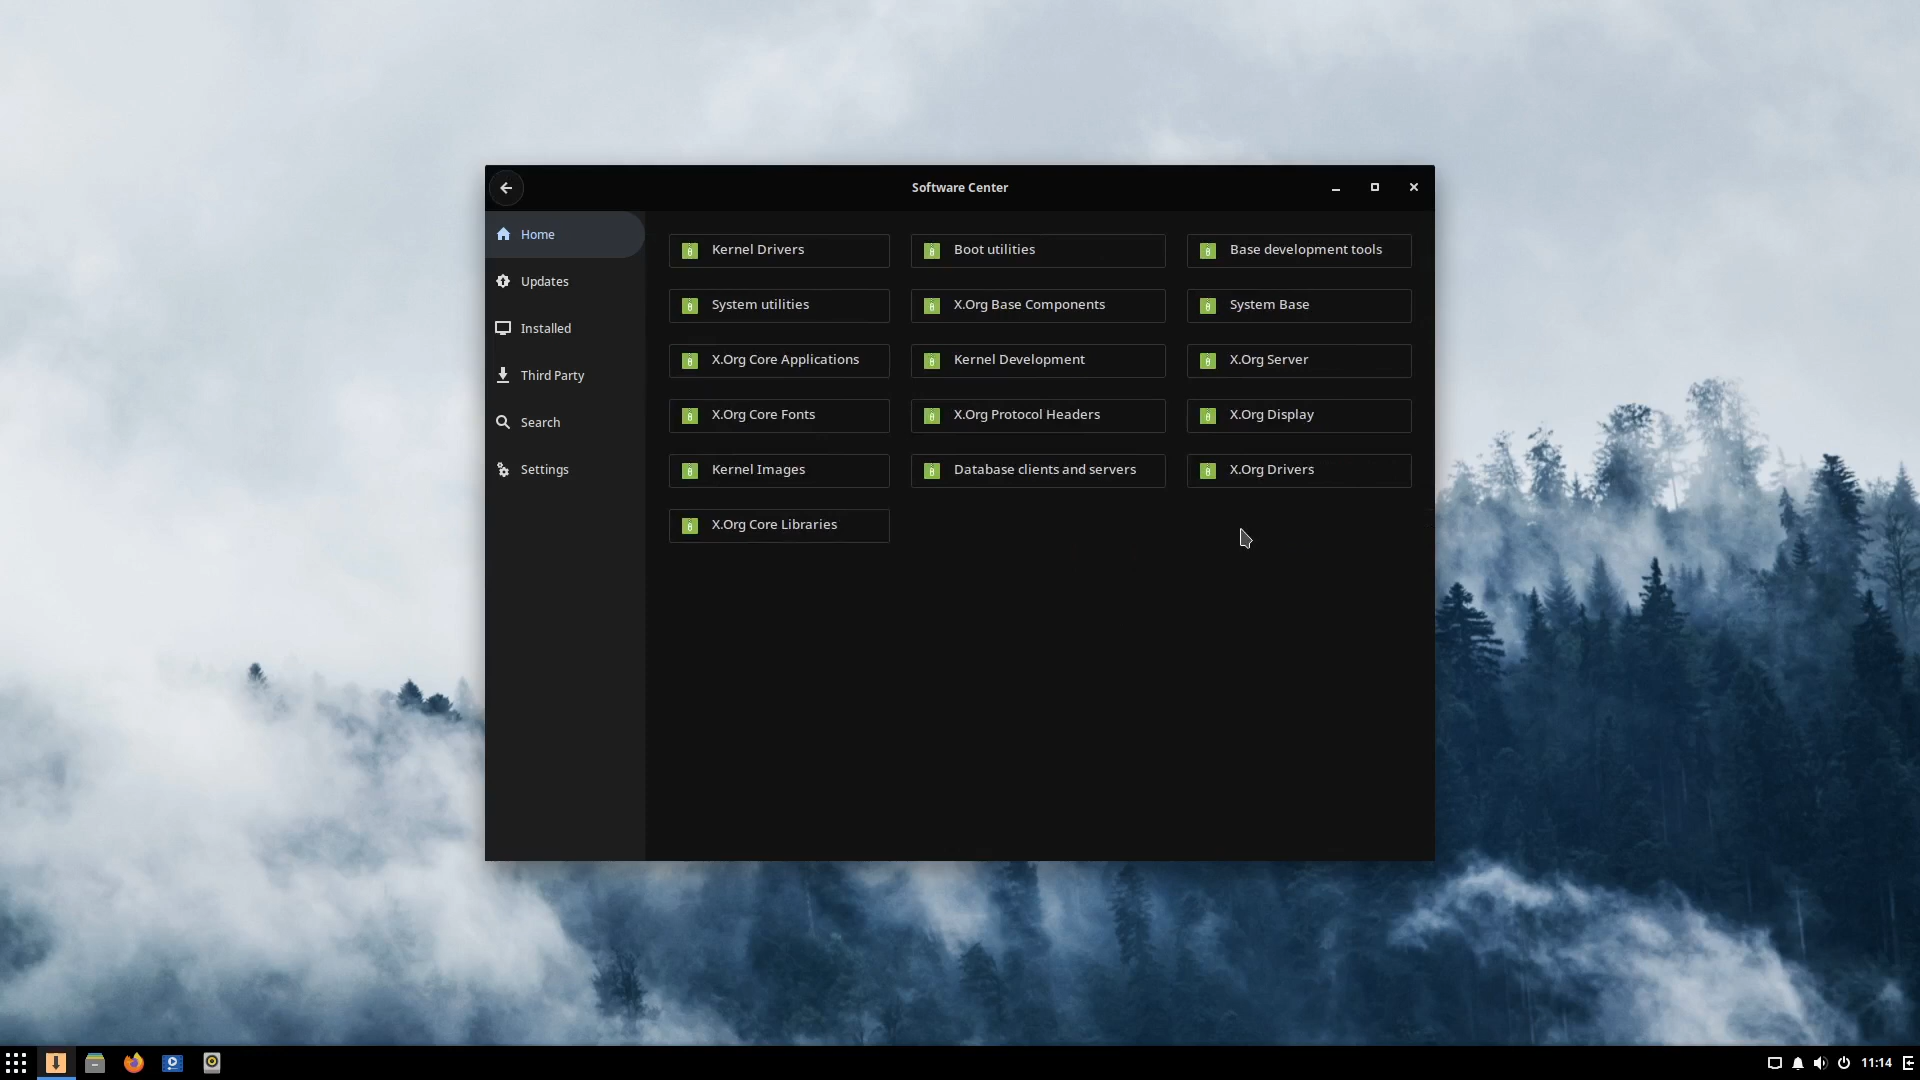 Software Center
Home
Updates
Installed
Third Party
Search
Settings
Kernel Drivers
Boot utilities
Base development tools
System utilities
X.Org Base Components
System Base
X.Org Core Applications
Kernel Development
X.Org Server
X.Org Core Fonts
X.Org Protocol Headers
X.Org Display
Kernel Images
Database clients and servers
X.Org Drivers
X.Org Core Libraries
11:14